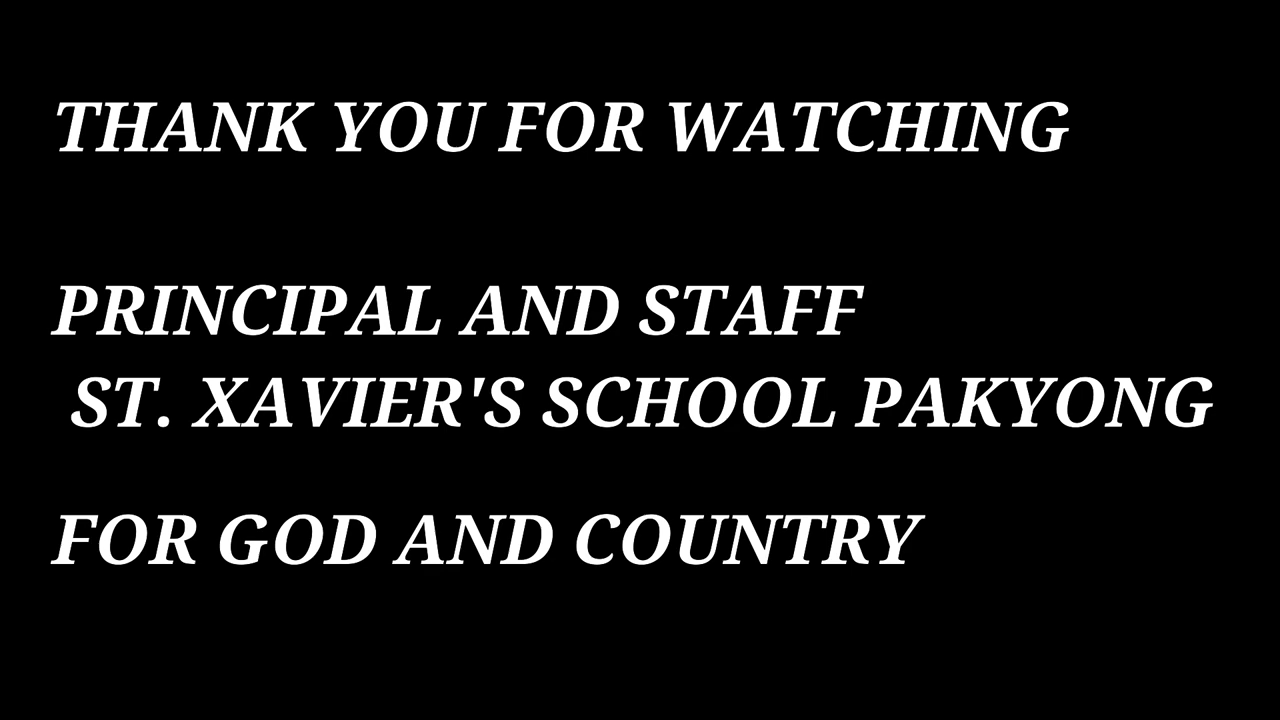 THANK YOU FOR WATCHING
PRINCIPAL AND STAFF
ST. XAVIER'S SCHOOL PAKYONG
FOR GOD AND COUNTRY